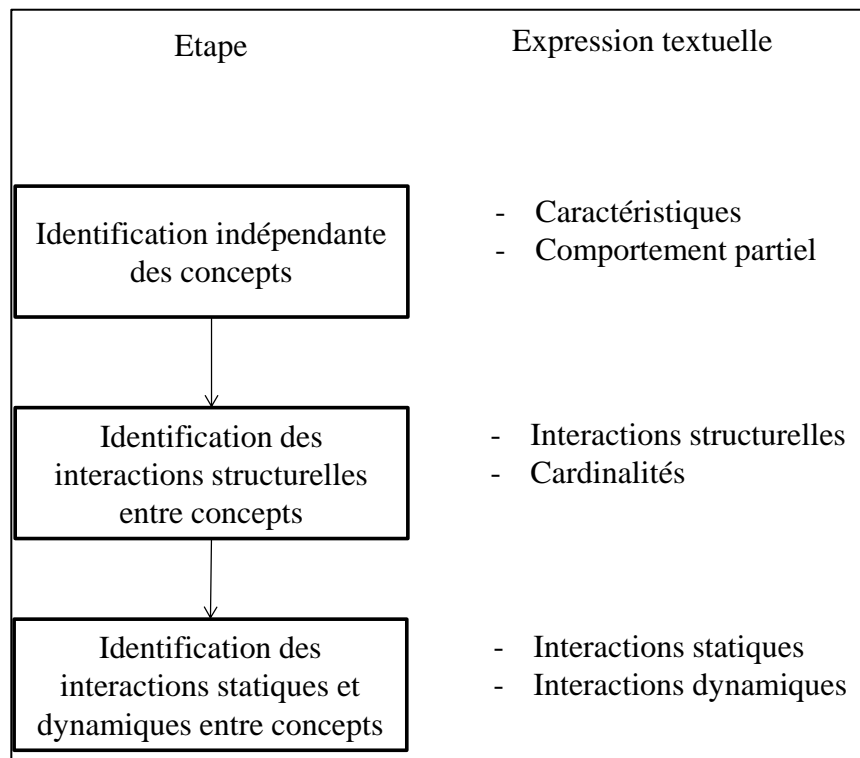 Etape
Expression textuelle
Identification indépendante
des concepts
- Caractéristiques
- Comportement partiel
Identification des
interactions structurelles
entre concepts
- Interactions structurelles
- Cardinalités
Identification des
interactions statiques et
dynamiques entre concepts
- Interactions statiques
- Interactions dynamiques